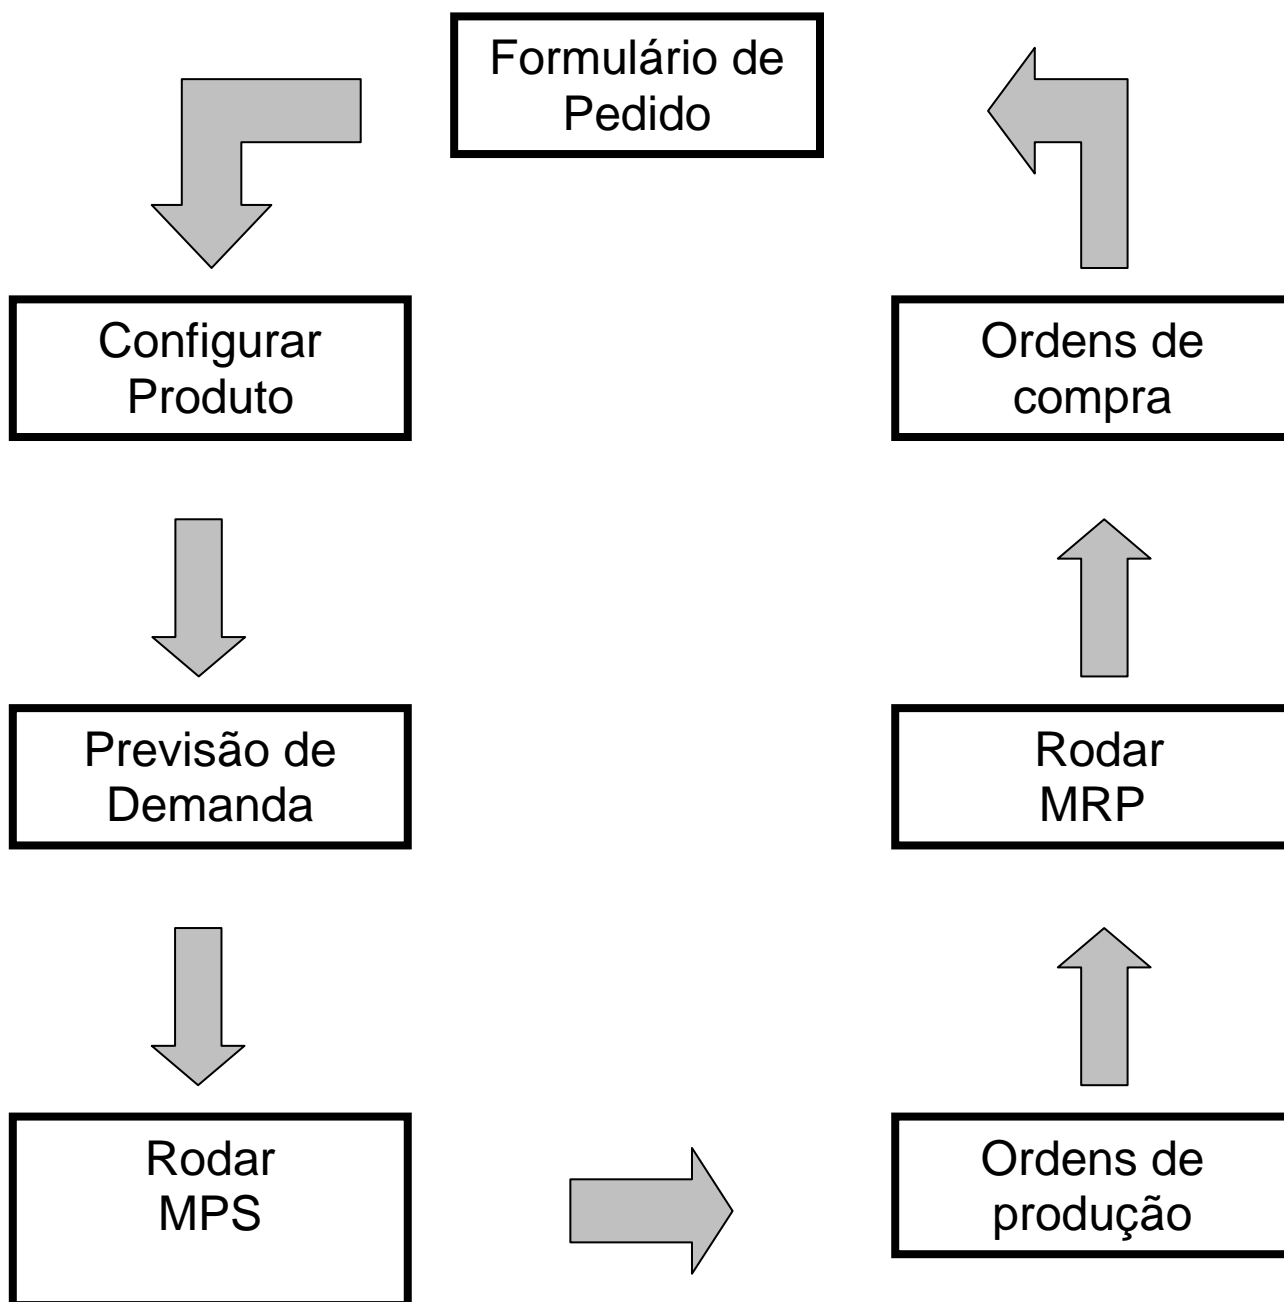 Formulário de
Pedido
Configurar
Produto
Ordens de
compra
Previsão de
Demanda
Rodar
MRP
Rodar
MPS
Ordens de
produção